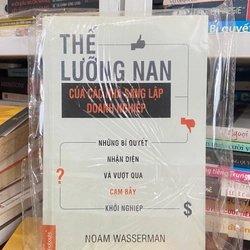 THẾ
LƯỠNG NAN
CỦA CÁC NHÀ SÁNG LẬP
DOANH NGHIỆP
NHỮNG BÍ QUYẾT
NHẬN DIỆN
VÀ VƯỢT QUA
CẠM BẪY
KHỞI NGHIỆP
?
$
NOAM WASSERMAN